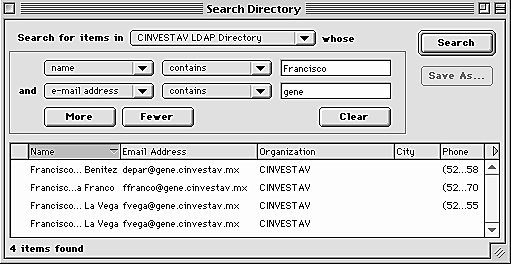 Search Directory
Search for items in CINVESTAV LDAP Directory whose
Search
name contains Francisco
Save As...
and e-mail address contains gene
More Fewer Clear
Name Email Address Organization City Phone
Francisco... Benitez depar@gene.cinvestav.mx CINVESTAV (52...58
Francisc...a Franco ffranco@gene.cinvestav.mx CINVESTAV (52...70
Francisco... La Vega fvega@gene.cinvestav.mx CINVESTAV (52...55
Francisco... La Vega fvega@gene.cinvestav.mx CINVESTAV
4 items found